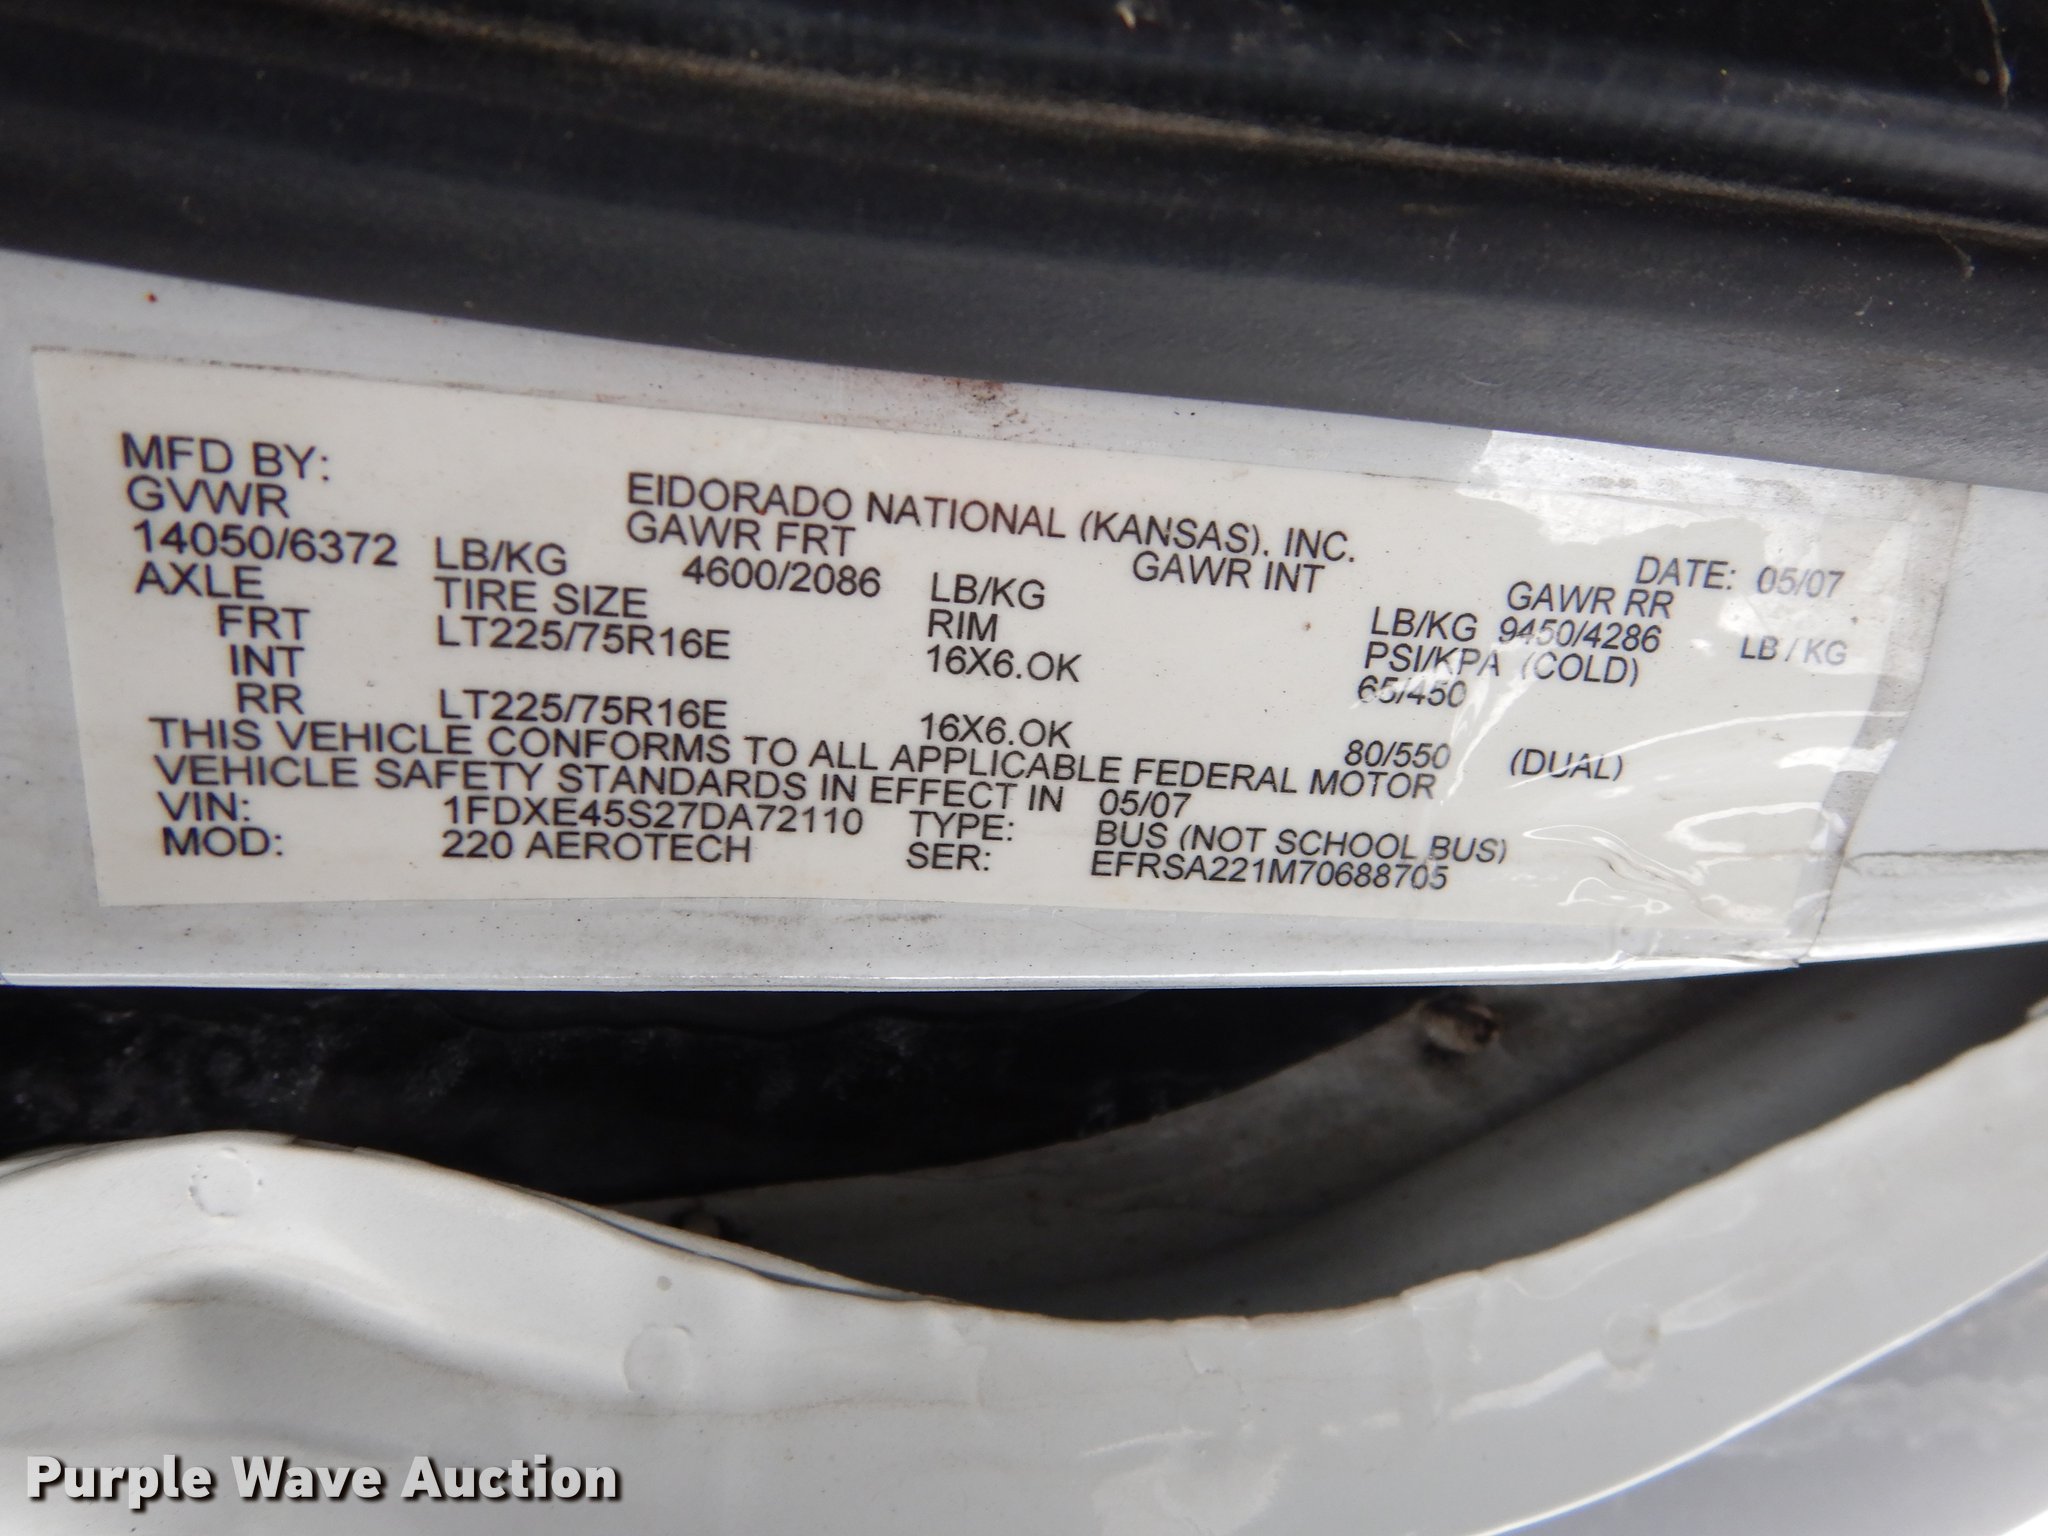 MFD BY: EIDORADO NATIONAL (KANSAS). INC. DATE: 05/07
GVWR GAWR FRT GAWR INT GAWR RR
14050/6372 LB/KG 4600/2086 LB/KG LB/KG 9450/4286 LB / KG
AXLE TIRE SIZE RIM PSI/KPA (COLD)
FRT LT225/75R16E 16X6.OK 65/450
INT
RR LT225/75R16E 16X6.OK 80/550 (DUAL)
THIS VEHICLE CONFORMS TO ALL APPLICABLE FEDERAL MOTOR
VEHICLE SAFETY STANDARDS IN EFFECT IN 05/07
VIN: 1FDXE45S27DA72110 TYPE: BUS (NOT SCHOOL BUS)
MOD: 220 AEROTECH SER: EFRSA221M70688705
Purple Wave Auction